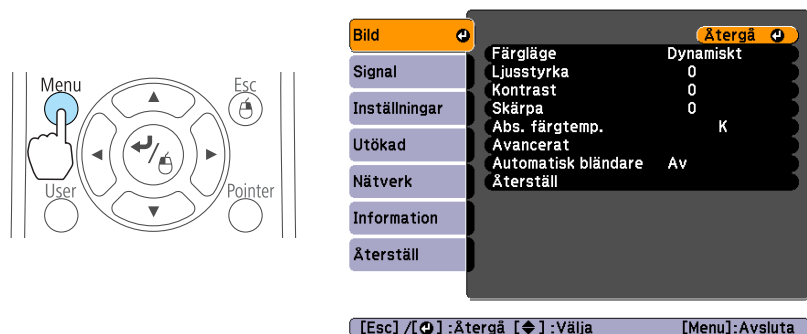 Menu
Esc
User
Pointer
Bild
Signal
Inställningar
Utökad
Nätverk
Information
Återställ
Återgå
Färgläge Dynamiskt
Ljusstyrka 0
Kontrast 0
Skärpa 0
Abs. färgtemp. K
Avancerat
Automatisk bländare Av
Återställ
[Esc] /[⏎] :Återgå [◆] :Välja [Menu]:Avsluta